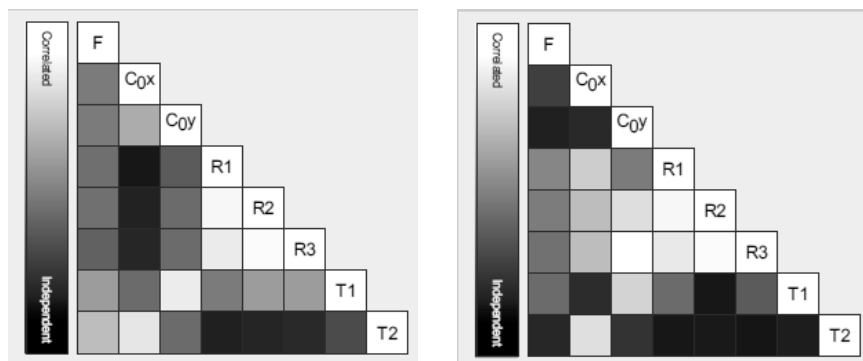 Correlated
Independent
F
C0x
C0y
R1
R2
R3
T1
T2
Correlated
Independent
F
C0x
C0y
R1
R2
R3
T1
T2